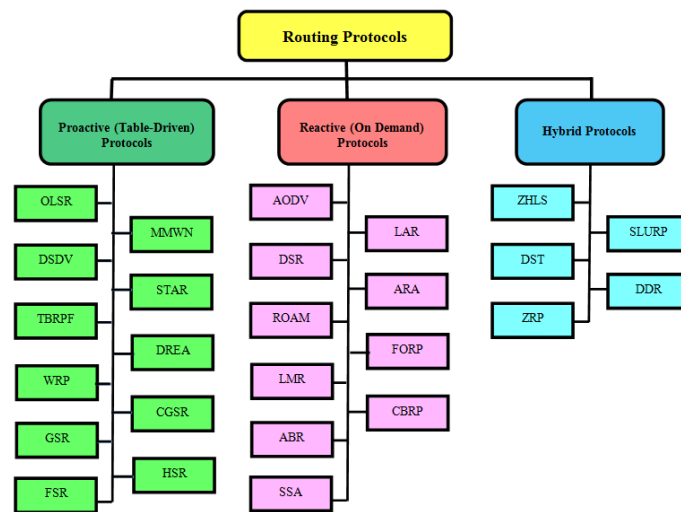 Routing Protocols
Proactive (Table-Driven)
Protocols
Reactive (On Demand)
Protocols
Hybrid Protocols
OLSR
MMWN
DSDV
STAR
TBRPF
DREA
WRP
CGSR
GSR
HSR
FSR
AODV
LAR
DSR
ARA
ROAM
FORP
LMR
CBRP
ABR
SSA
ZHLS
SLURP
DST
DDR
ZRP